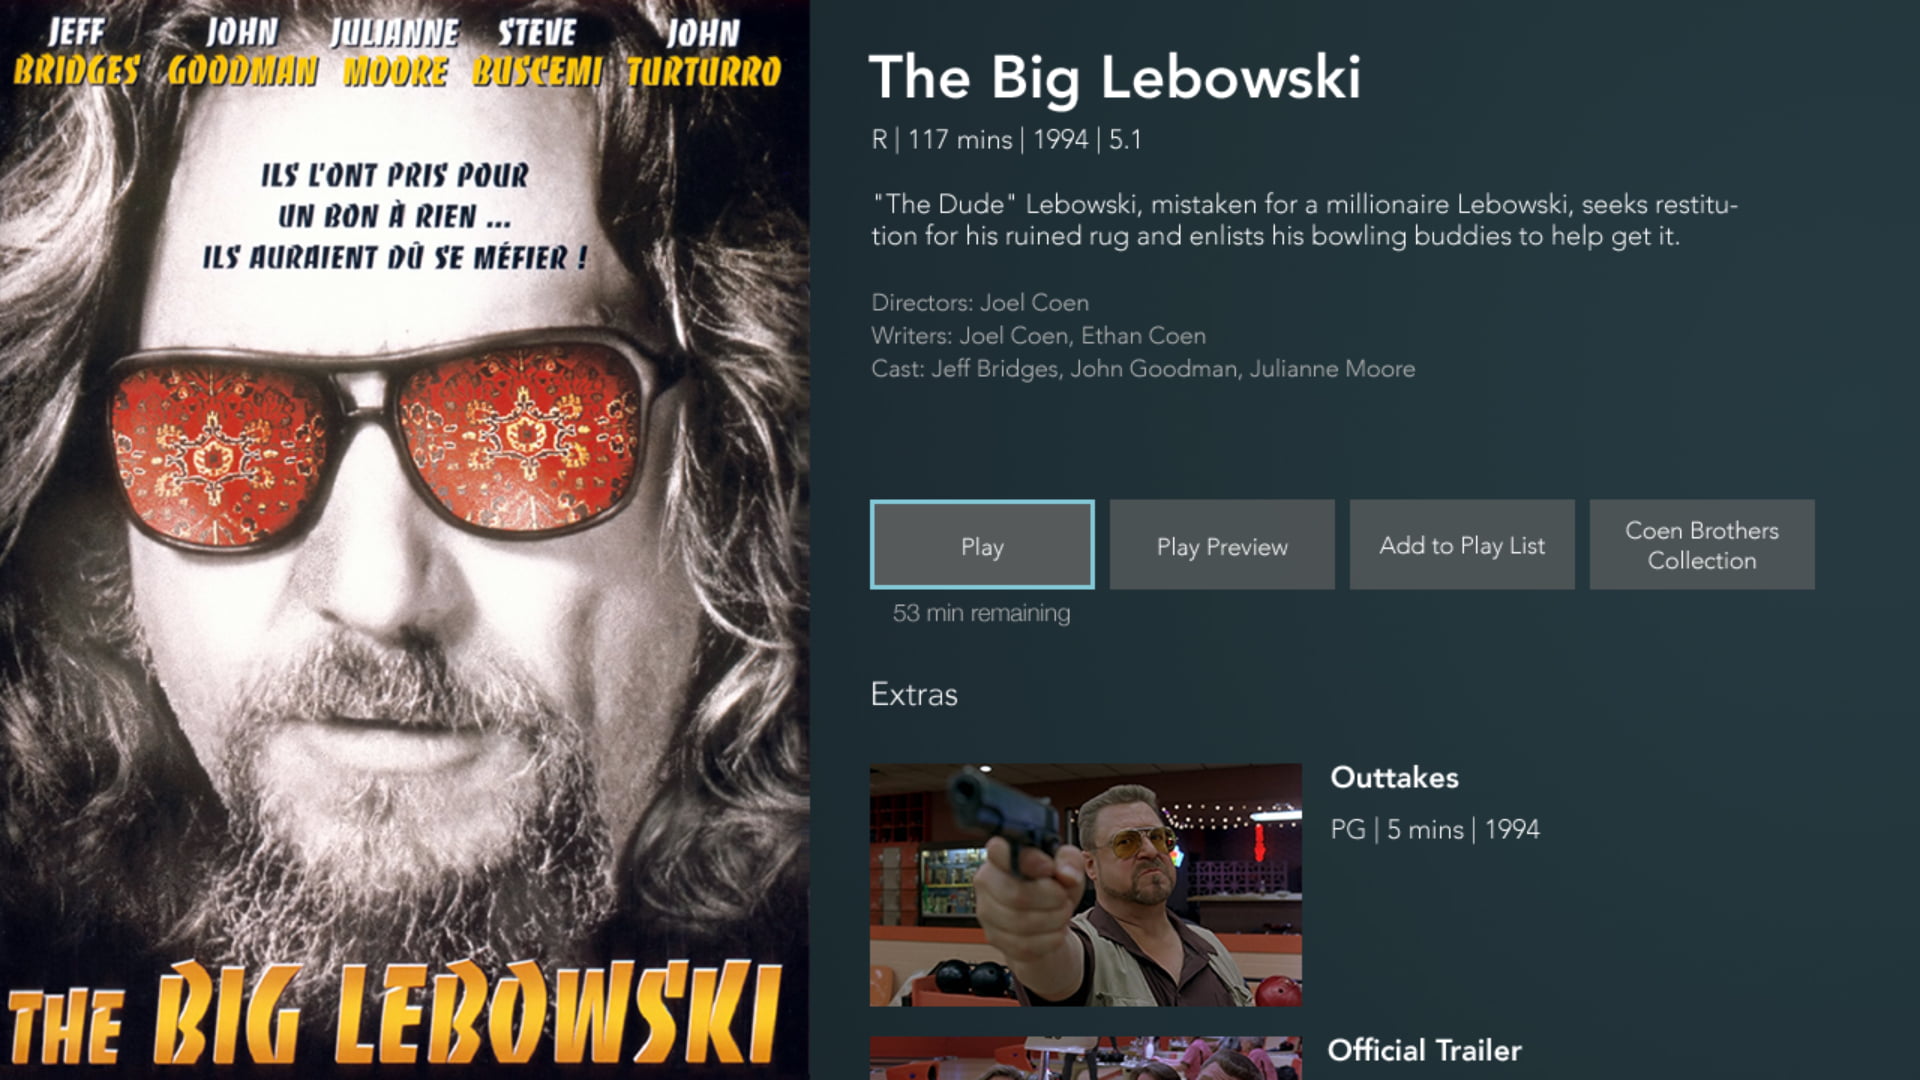 JEFF JOHN JULIANNE STEVE JOHN
BRIDGES GOODMAN MOORE BUSCEMI TURTURRO
ILS L'ONT PRIS POUR
UN BON À RIEN ...
ILS AURAIENT DÛ SE MÉFIER !
THE BIG LEBOWSKI
The Big Lebowski
R | 117 mins | 1994 | 5.1
"The Dude" Lebowski, mistaken for a millionaire Lebowski, seeks restitu-
tion for his ruined rug and enlists his bowling buddies to help get it.
Directors: Joel Coen
Writers: Joel Coen, Ethan Coen
Cast: Jeff Bridges, John Goodman, Julianne Moore
Play
Play Preview
Add to Play List
Coen Brothers
Collection
53 min remaining
Extras
Outtakes
PG | 5 mins | 1994
Official Trailer